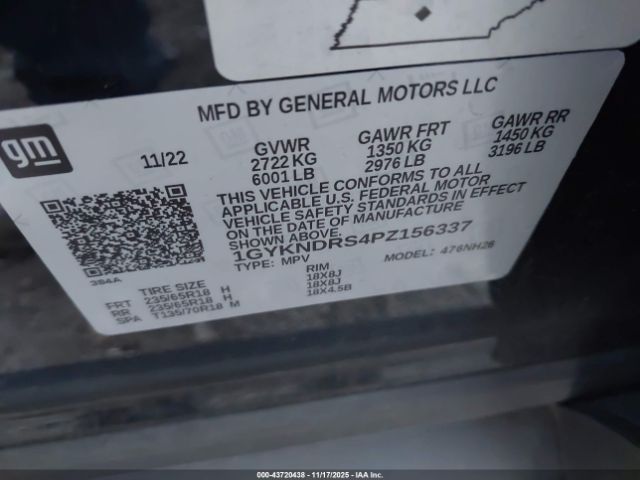 MFD BY GENERAL MOTORS LLC
gm
11/22
GVWR
2722 KG
6001 LB
GAWR FRT
1350 KG
2976 LB
GAWR RR
1450 KG
3196 LB
THIS VEHICLE CONFORMS TO ALL
APPLICABLE U.S. FEDERAL MOTOR
VEHICLE SAFETY STANDARDS IN EFFECT
ON THE DATE OF MANUFACTURE
SHOWN ABOVE.
1GYKNDRS4PZ156337
TYPE: MPV MODEL: 476NH26
3SAA
TIRE SIZE RIM
FRT 235/65R18 H 18X8J
RR 235/65R18 H 18X8J
SPA T135/70R18 M 18X4.5B
000-43720438 - 11/17/2025 - IAA Inc.